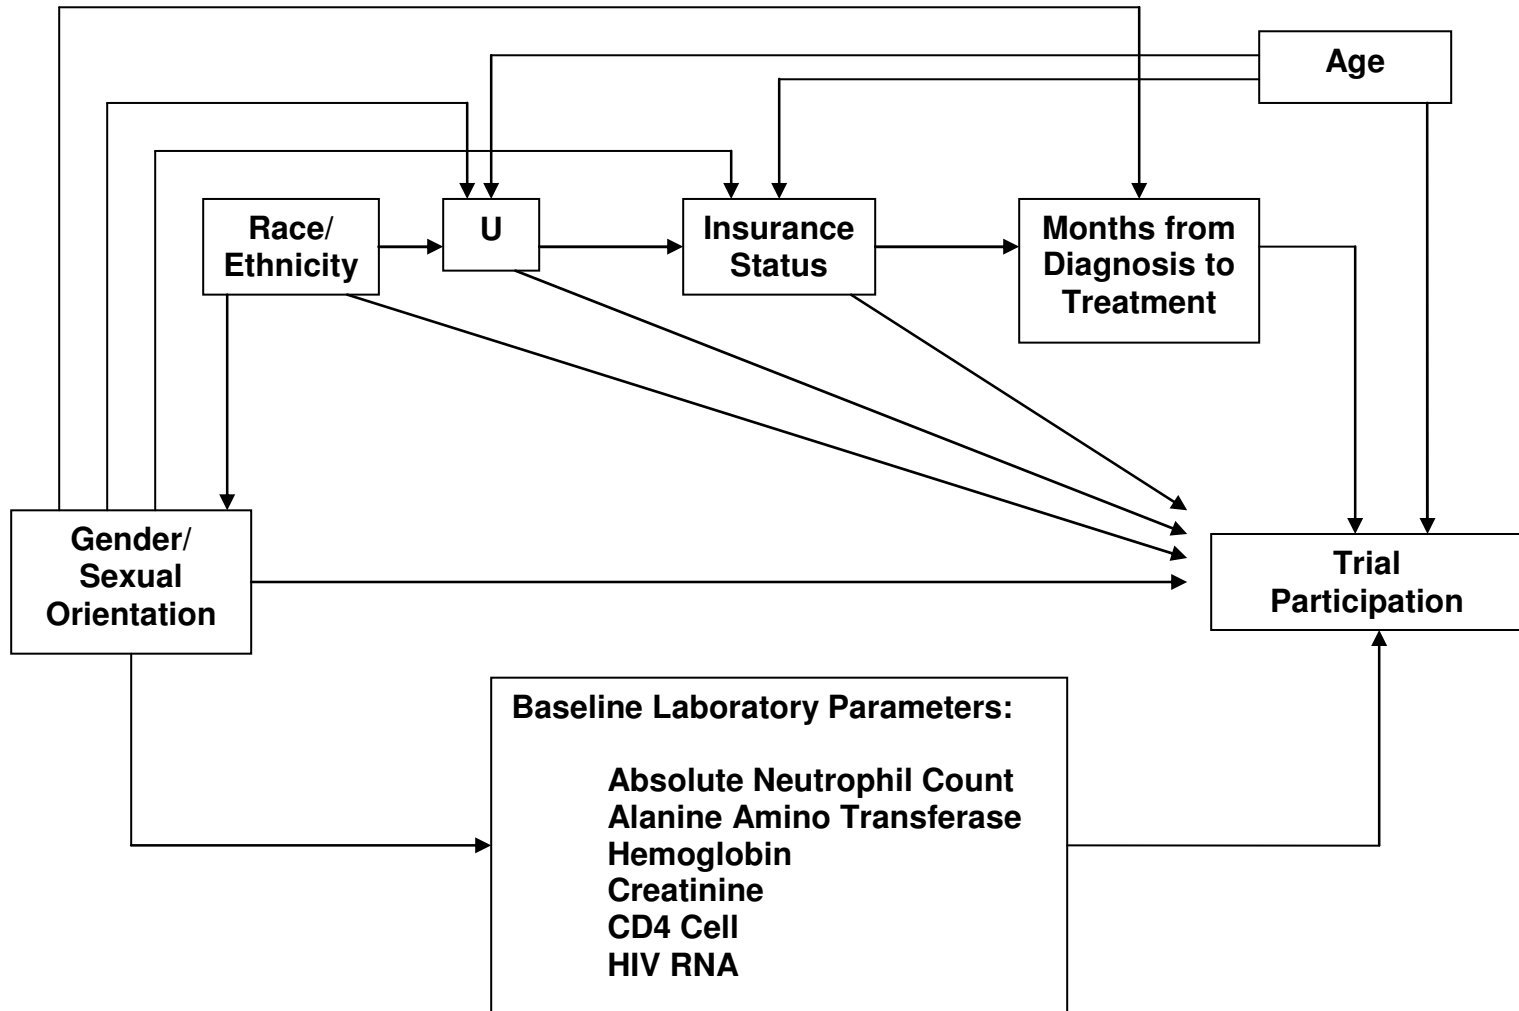 Age
Race/
Ethnicity
U
Insurance
Status
Months from
Diagnosis to
Treatment
Gender/
Sexual
Orientation
Trial
Participation
Baseline Laboratory Parameters:
Absolute Neutrophil Count
Alanine Amino Transferase
Hemoglobin
Creatinine
CD4 Cell
HIV RNA